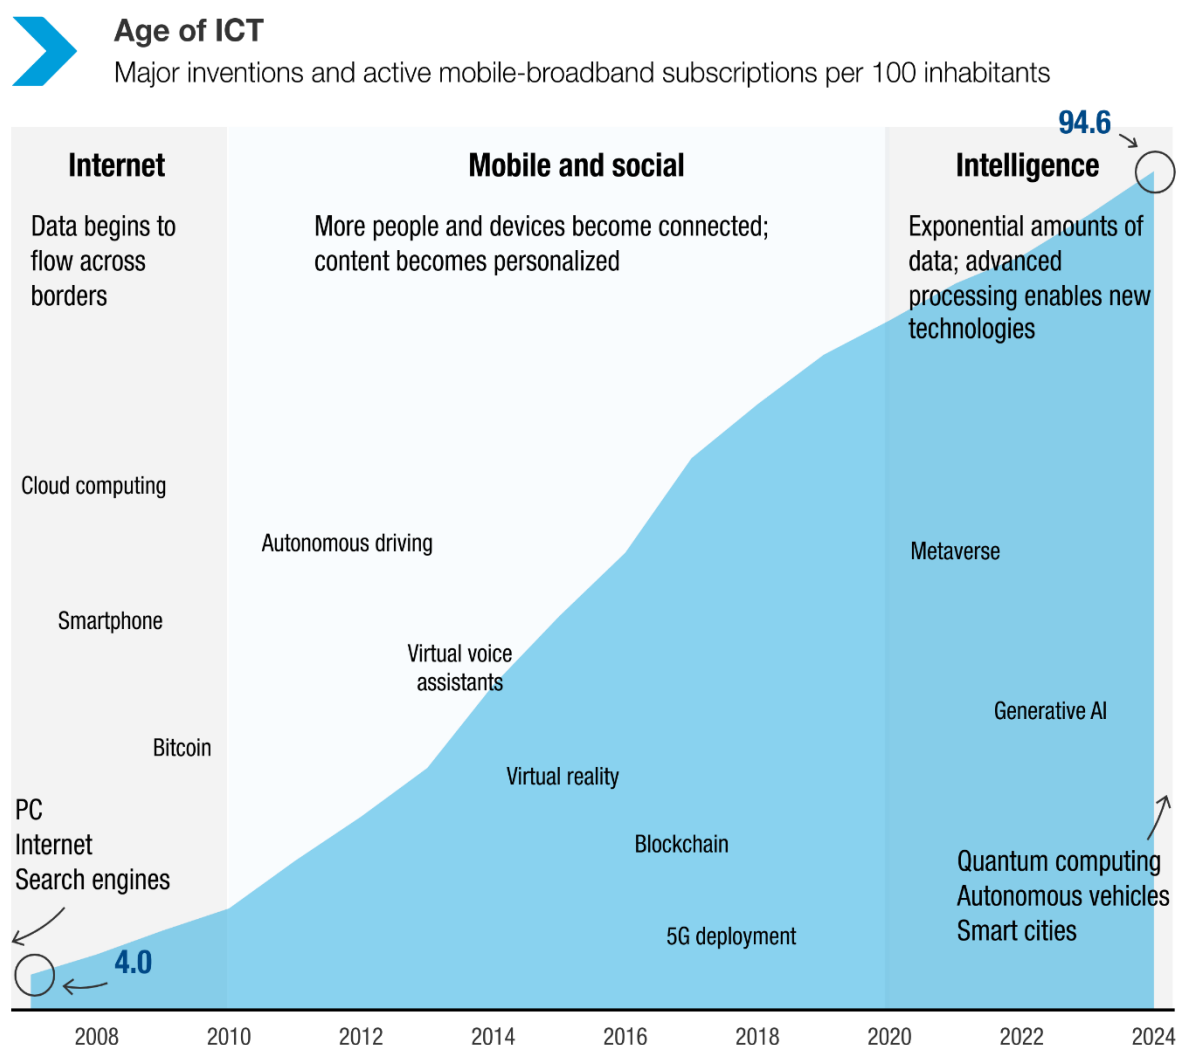 Age of ICT
Major inventions and active mobile-broadband subscriptions per 100 inhabitants
94.6
Internet
Mobile and social
Intelligence
Data begins to
flow across
borders
More people and devices become connected;
content becomes personalized
Exponential amounts of
data; advanced
processing enables new
technologies
Cloud computing
Autonomous driving
Metaverse
Smartphone
Virtual voice
assistants
Generative AI
Bitcoin
Virtual reality
PC
Internet
Search engines
Blockchain
Quantum computing
Autonomous vehicles
Smart cities
5G deployment
4.0
2008
2010
2012
2014
2016
2018
2020
2022
2024